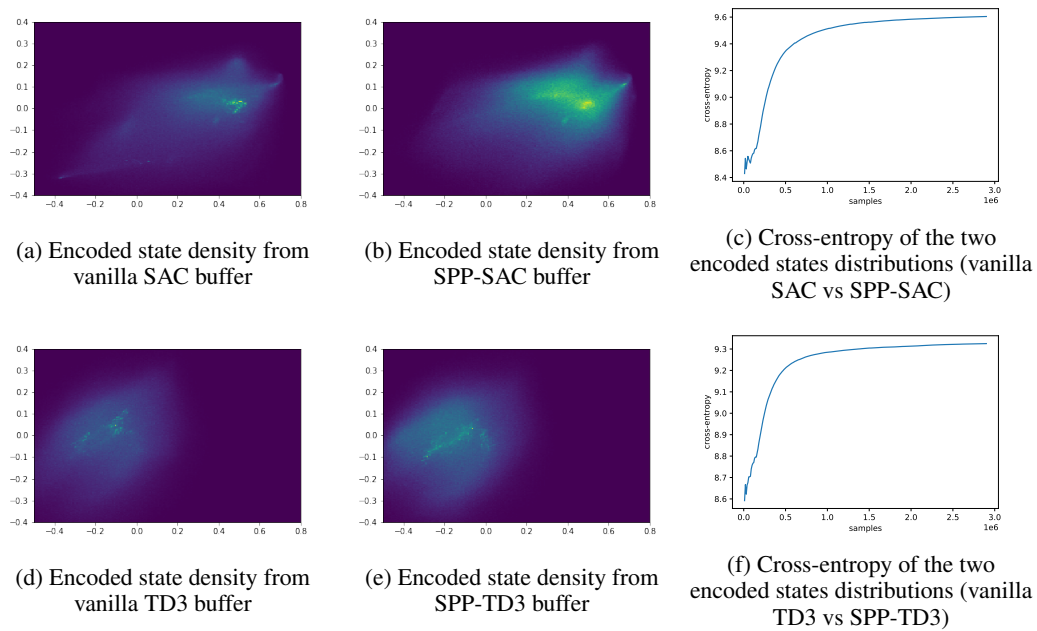 0.4
0.3
0.2
0.1
0.0
−0.1
−0.2
−0.3
−0.4
−0.4 −0.2 0.0 0.2 0.4 0.6 0.8
(a) Encoded state density from
vanilla SAC buffer
0.4
0.3
0.2
0.1
0.0
−0.1
−0.2
−0.3
−0.4
−0.4 −0.2 0.0 0.2 0.4 0.6 0.8
(b) Encoded state density from
SPP-SAC buffer
9.6
9.4
9.2
9.0
8.8
8.6
8.4
cross-entropy
0.0 0.5 1.0 1.5 2.0 2.5 3.0
samples
1e6
(c) Cross-entropy of the two
encoded states distributions (vanilla
SAC vs SPP-SAC)
0.4
0.3
0.2
0.1
0.0
−0.1
−0.2
−0.3
−0.4
−0.4 −0.2 0.0 0.2 0.4 0.6 0.8
(d) Encoded state density from
vanilla TD3 buffer
0.4
0.3
0.2
0.1
0.0
−0.1
−0.2
−0.3
−0.4
−0.4 −0.2 0.0 0.2 0.4 0.6 0.8
(e) Encoded state density from
SPP-TD3 buffer
9.3
9.2
9.1
9.0
8.9
8.8
8.7
8.6
cross-entropy
0.0 0.5 1.0 1.5 2.0 2.5 3.0
samples
1e6
(f) Cross-entropy of the two
encoded states distributions (vanilla
TD3 vs SPP-TD3)